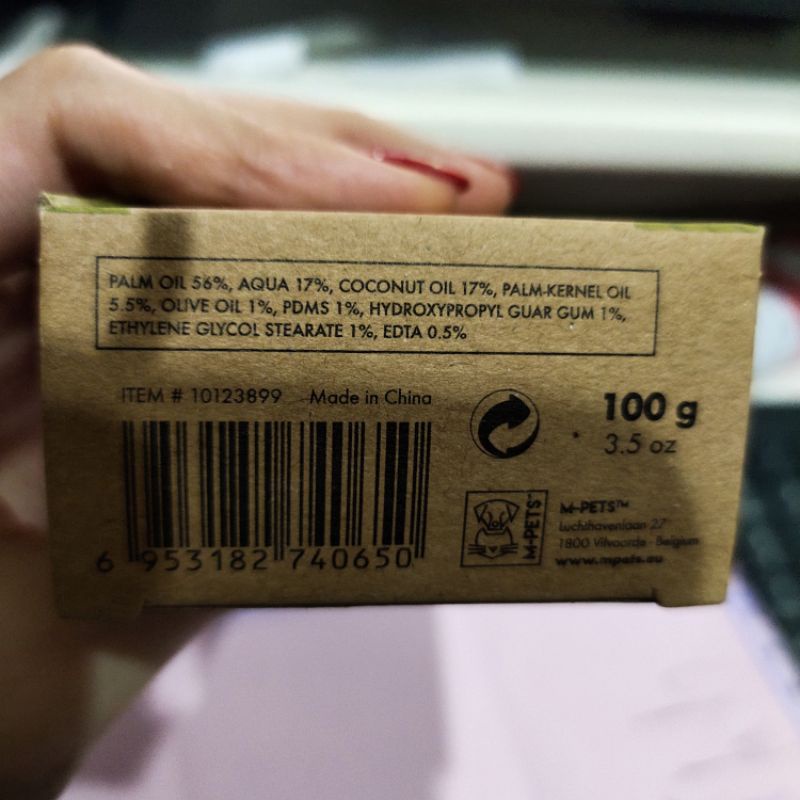 PALM OIL 56%, AQUA 17%, COCONUT OIL 17%, PALM-KERNEL OIL
5.5%, OLIVE OIL 1%, PDMS 1%, HYDROXYPROPYL GUAR GUM 1%,
ETHYLENE GLYCOL STEARATE 1%, EDTA 0.5%
ITEM # 10123899 Made in China
100 g
3.5 oz
6 953182 740650
M-PETS™
M-PETS™
Luchthavenlaan 27
1800 Vilvoorde - Belgium
www.mpets.eu